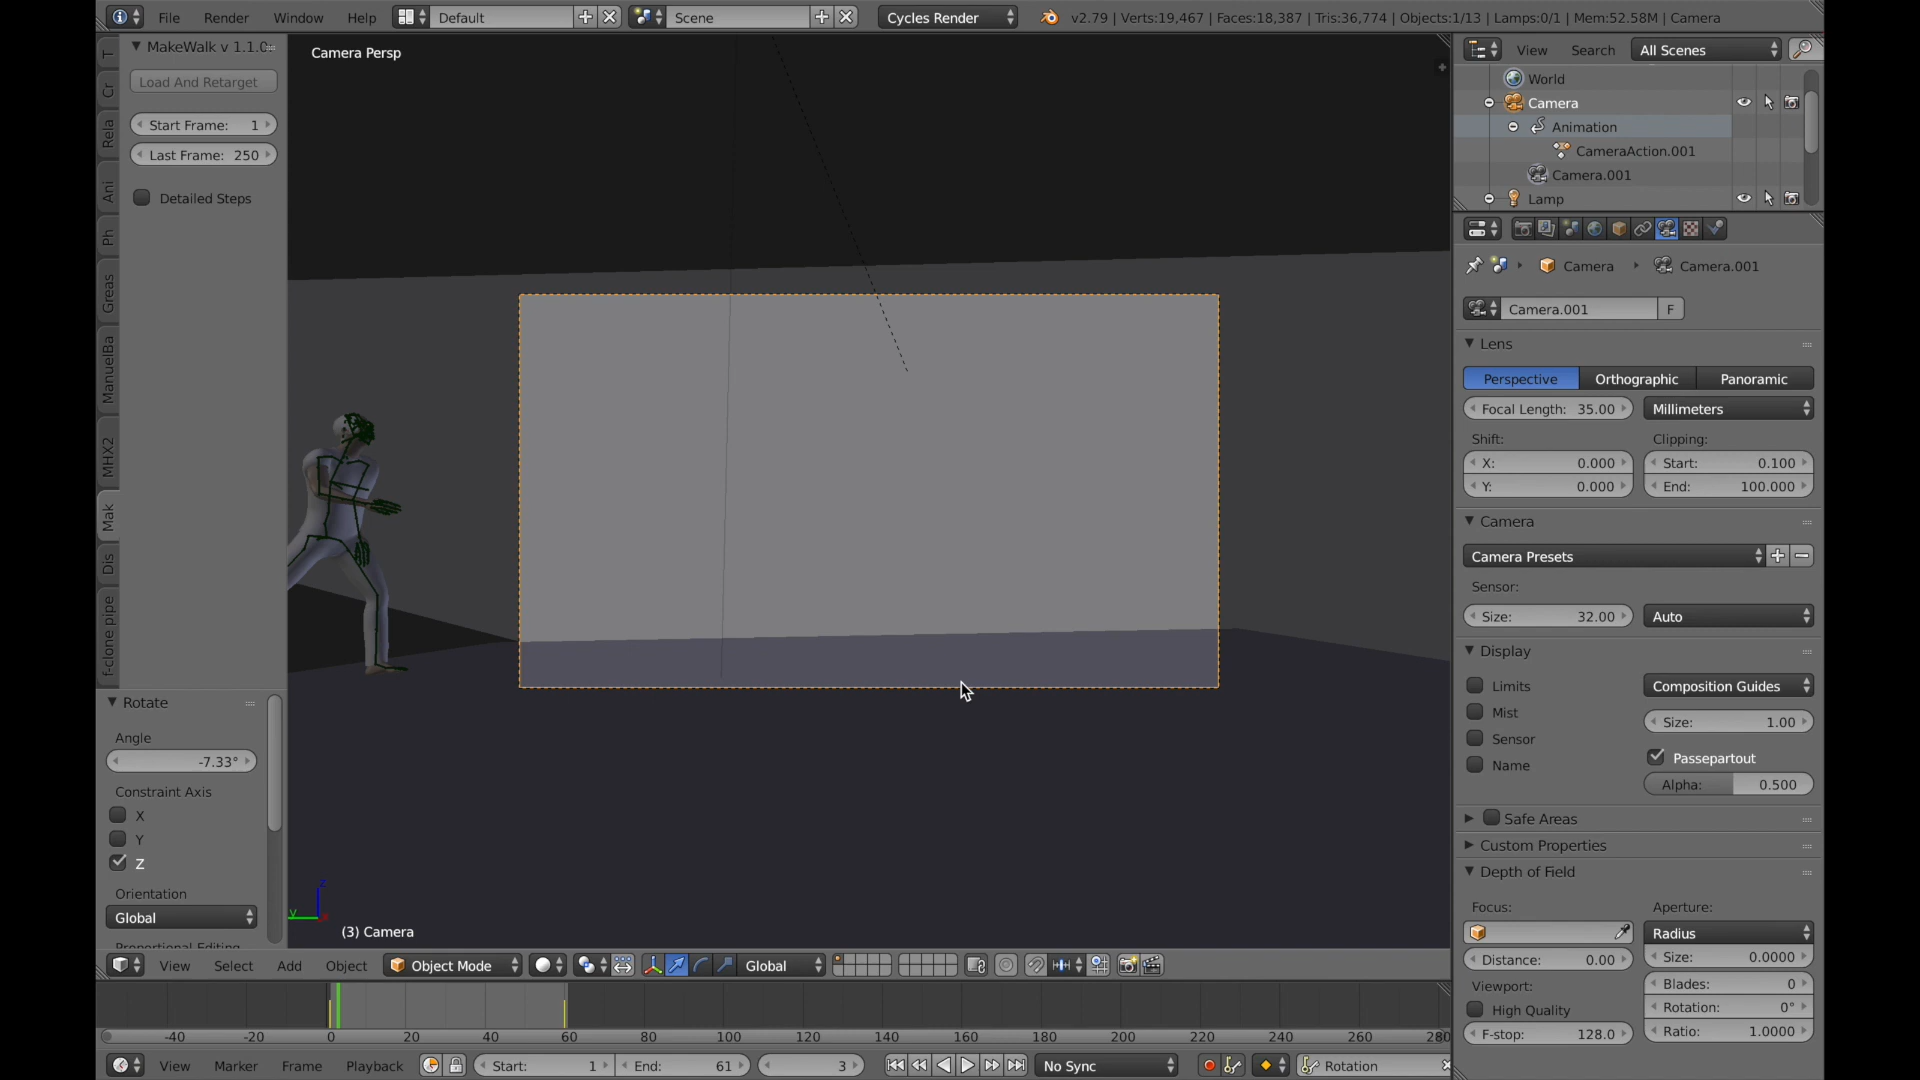 File Render Window Help Default Scene Cycles Render v2.79 | Verts:19,467 | Faces:18,387 | Tris:36,774 | Objects:1/13 | Lamps:0/1 | Mem:52.58M | Camera
MakeWalk v 1.1.0
Load And Retarget
Start Frame: 1
Last Frame: 250
Detailed Steps
T
Cr
Rela
Ani
Ph
Greas
ManuelBa
MHX2
Mak
Dis
f-clone pipe
Rotate
Angle
-7.33°
Constraint Axis
X
Y
Z
Orientation
Global
Camera Persp
z
y
(3) Camera
View Select Add Object Object Mode Global
-40 -20 0 20 40 60 80 100 120 140 160 180 200 220 240 260 280
View Marker Frame Playback Start: 1 End: 61 3 No Sync Rotation
View Search All Scenes
World
Camera
Animation
CameraAction.001
Camera.001
Lamp
Camera Camera.001
Camera.001 F
Lens
Perspective Orthographic Panoramic
Focal Length: 35.00 Millimeters
Shift: Clipping:
X: 0.000 Start: 0.100
Y: 0.000 End: 100.000
Camera
Camera Presets
Sensor:
Size: 32.00 Auto
Display
Limits Composition Guides
Mist Size: 1.00
Sensor
Name Passepartout
Alpha: 0.500
Safe Areas
Custom Properties
Depth of Field
Focus: Aperture:
Radius
Distance: 0.00 Size: 0.0000
Viewport: Blades: 0
High Quality Rotation: 0°
F-stop: 128.0 Ratio: 1.0000